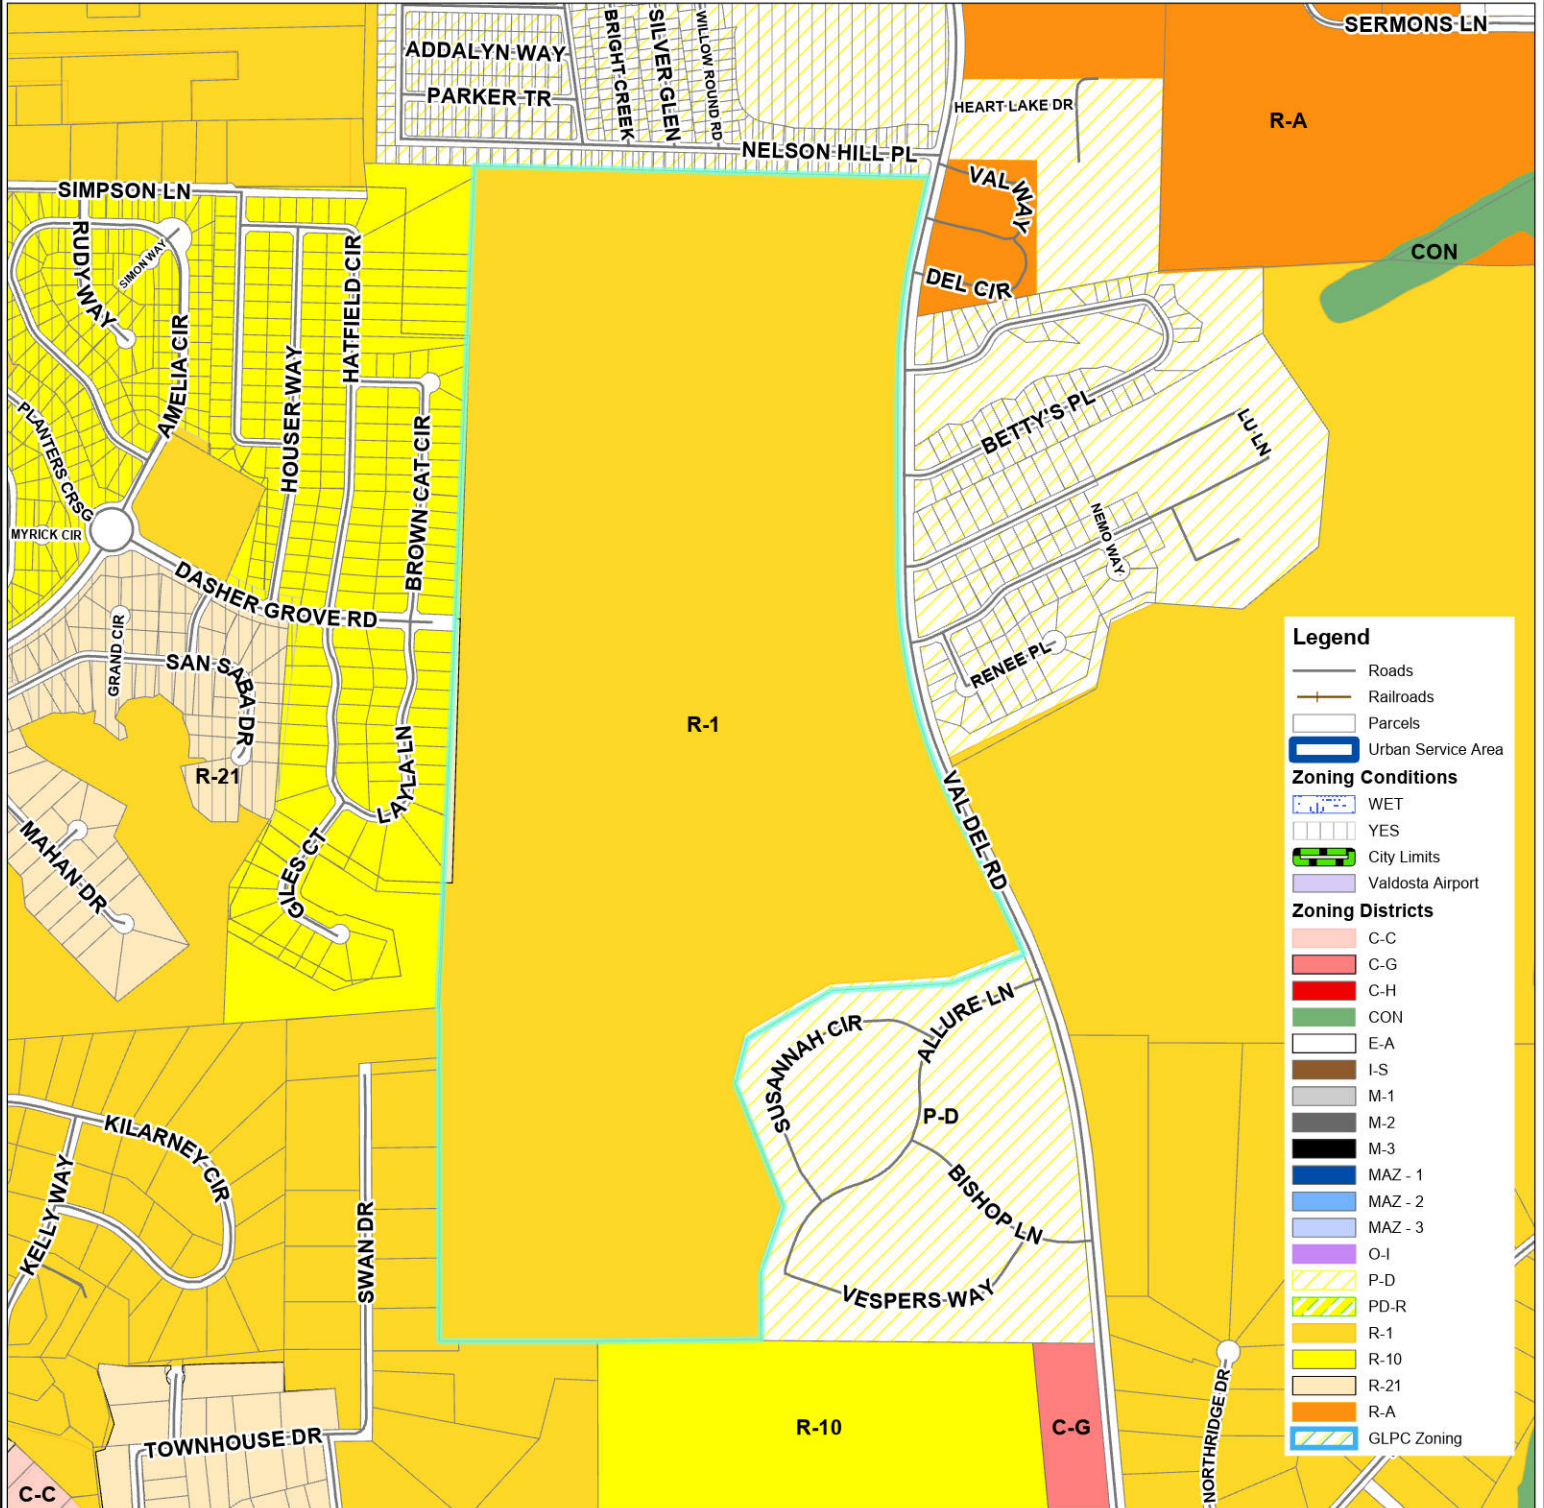 SERMONS LN
ADDALYN WAY
BRIGHT CREEK
SILVER GLEN
WILLOW ROUND RD
PARKER TR
HEART LAKE DR
R-A
NELSON HILL PL
VAL WAY
SIMPSON LN
RUDY WAY
SIMON WAY
HATFIELD CIR
CON
DEL CIR
AMELIA CIR
HOUSER WAY
PLANTERS CRSG
BROWN CAT CIR
BETTY'S PL
LU LN
MYRICK CIR
NEMO WAY
DASHER GROVE RD
GRAND CIR
SAN SABA DR
RENEE PL
R-1
R-21
LAYLA LN
VAL DEL RD
MAHAN DR
GILES CT
SUSANNAH CIR
ALLURE LN
P-D
KILARNEY CIR
KELLY WAY
BISHOP LN
SWAN DR
VESPERS WAY
NORTHRIDGE DR
R-10
C-G
TOWNHOUSE DR
C-C
Legend
Roads
Railroads
Parcels
Urban Service Area
Zoning Conditions
WET
YES
City Limits
Valdosta Airport
Zoning Districts
C-C
C-G
C-H
CON
E-A
I-S
M-1
M-2
M-3
MAZ - 1
MAZ - 2
MAZ - 3
O-I
P-D
PD-R
R-1
R-10
R-21
R-A
GLPC Zoning